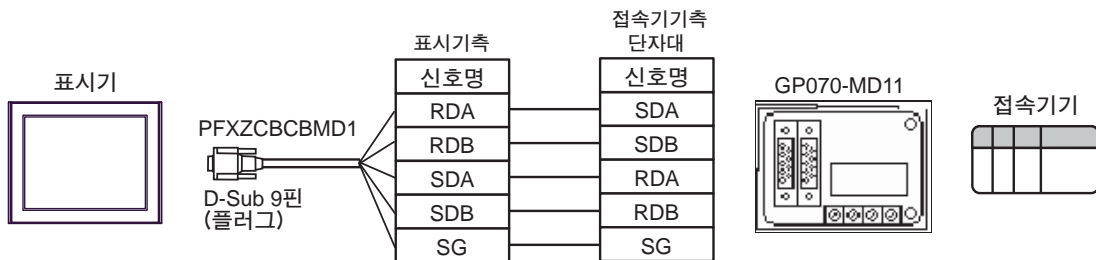 표시기
PFXZCBCBMD1
D-Sub 9핀
(플러그)
표시기측
신호명
RDA
RDB
SDA
SDB
SG
접속기기측
단자대
신호명
SDA
SDB
RDA
RDB
SG
GP070-MD11
접속기기